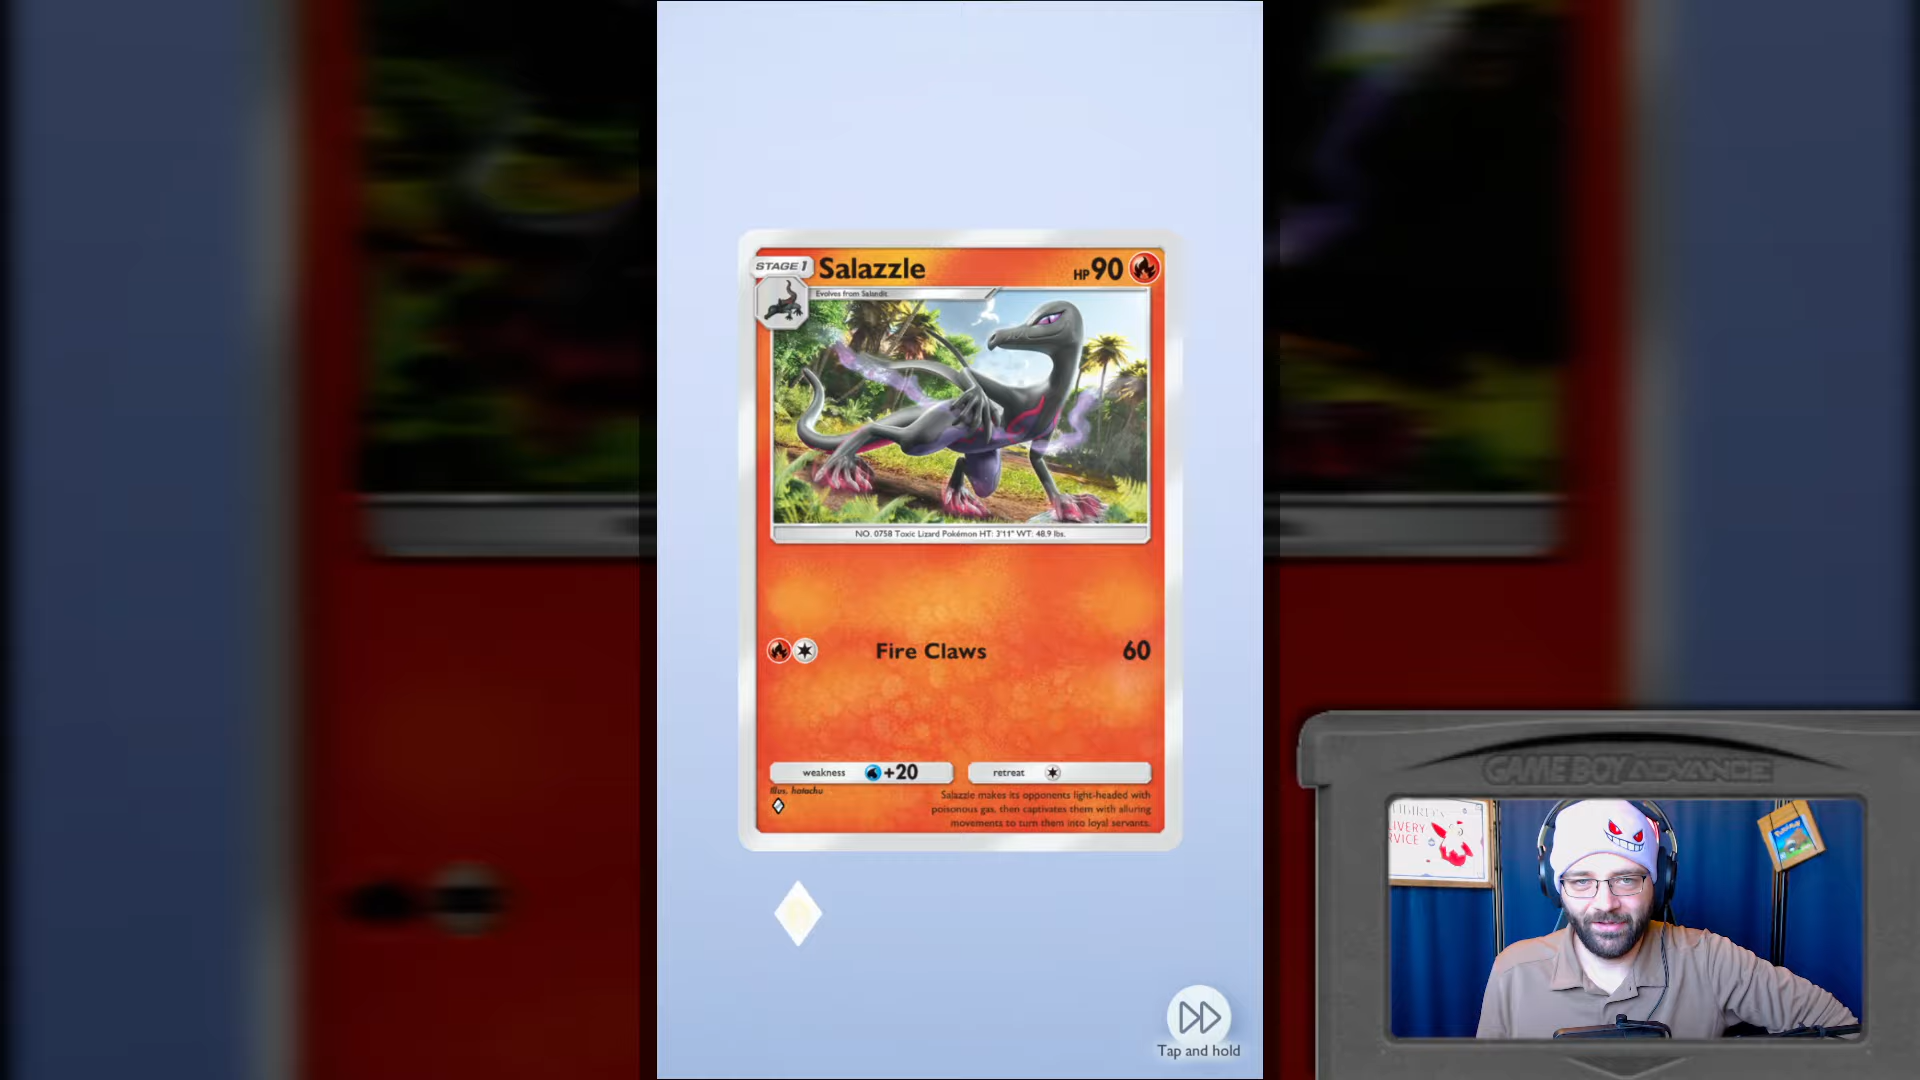 STAGE 1
Salazzle
HP 90
Evolves from Salandit
NO. 0758 Toxic Lizard Pokémon HT: 3'11" WT: 48.9 lbs.
Fire Claws
60
weakness
+20
retreat
Illus. hotachu
Salazzle makes its opponents light-headed with
poisonous gas, then captivates them with alluring
movements to turn them into loyal servants.
Tap and hold
GAME BOY ADVANCE